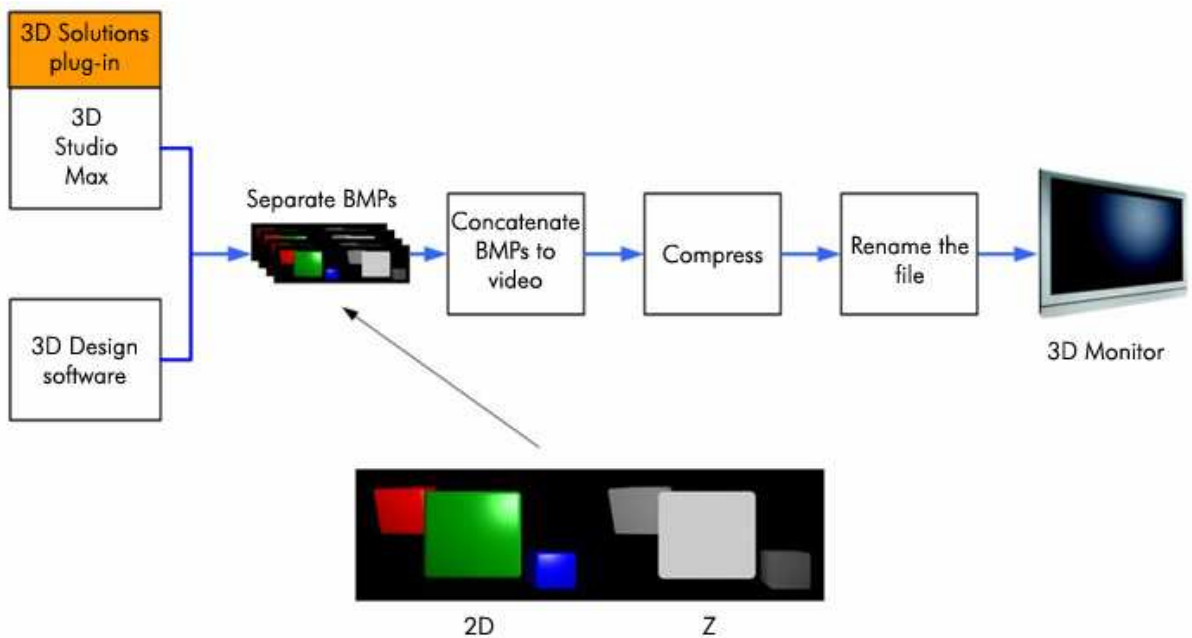 3D Solutions
plug-in
3D
Studio
Max
Separate BMPs
Concatenate
BMPs to
video
Compress
Rename the
file
3D Monitor
3D Design
software
2D
Z